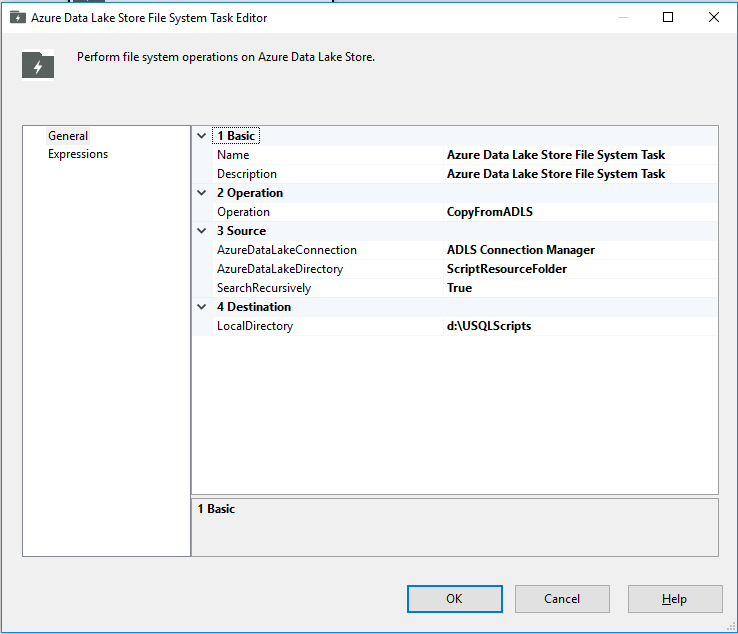 Azure Data Lake Store File System Task Editor
Perform file system operations on Azure Data Lake Store.
General
Expressions
1 Basic
Name Azure Data Lake Store File System Task
Description Azure Data Lake Store File System Task
2 Operation
Operation CopyFromADLS
3 Source
AzureDataLakeConnection ADLS Connection Manager
AzureDataLakeDirectory ScriptResourceFolder
SearchRecursively True
4 Destination
LocalDirectory d:\USQLScripts
1 Basic
OK Cancel Help